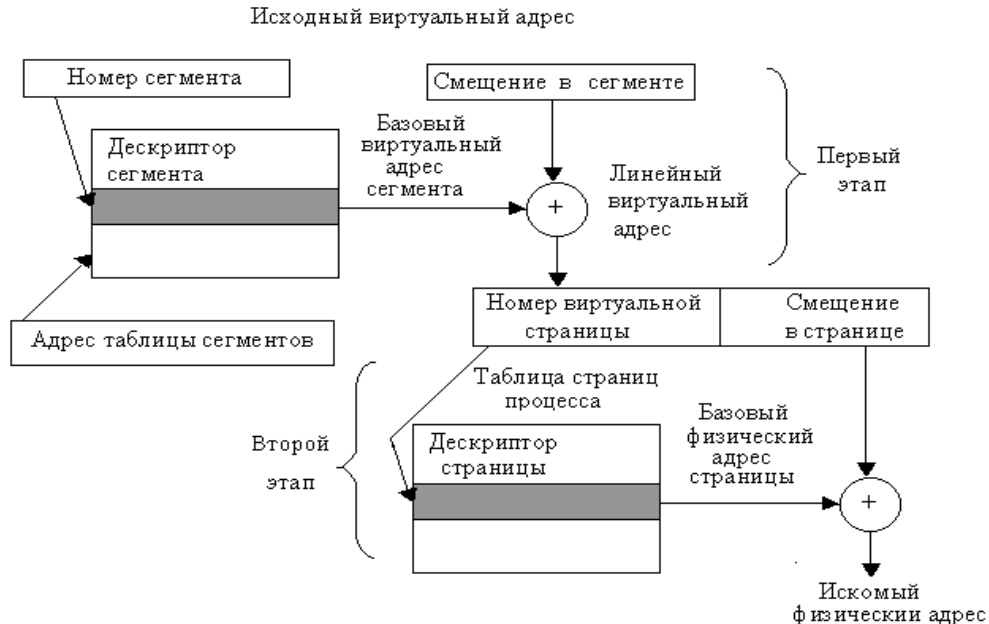 Исходный виртуальный адрес
Номер сегмента
Смещение в сегменте
Дескриптор
сегмента
Базовый
виртуальный
адрес
сегмента
Линейный
виртуальный
адрес
Первый
этап
+
Адрес таблицы сегментов
Номер виртуальной
страницы
Смещение
в странице
Таблица страниц
процесса
Второй
этап
Дескриптор
страницы
Базовый
физический
адрес
страницы
+
Искомый
физический адрес